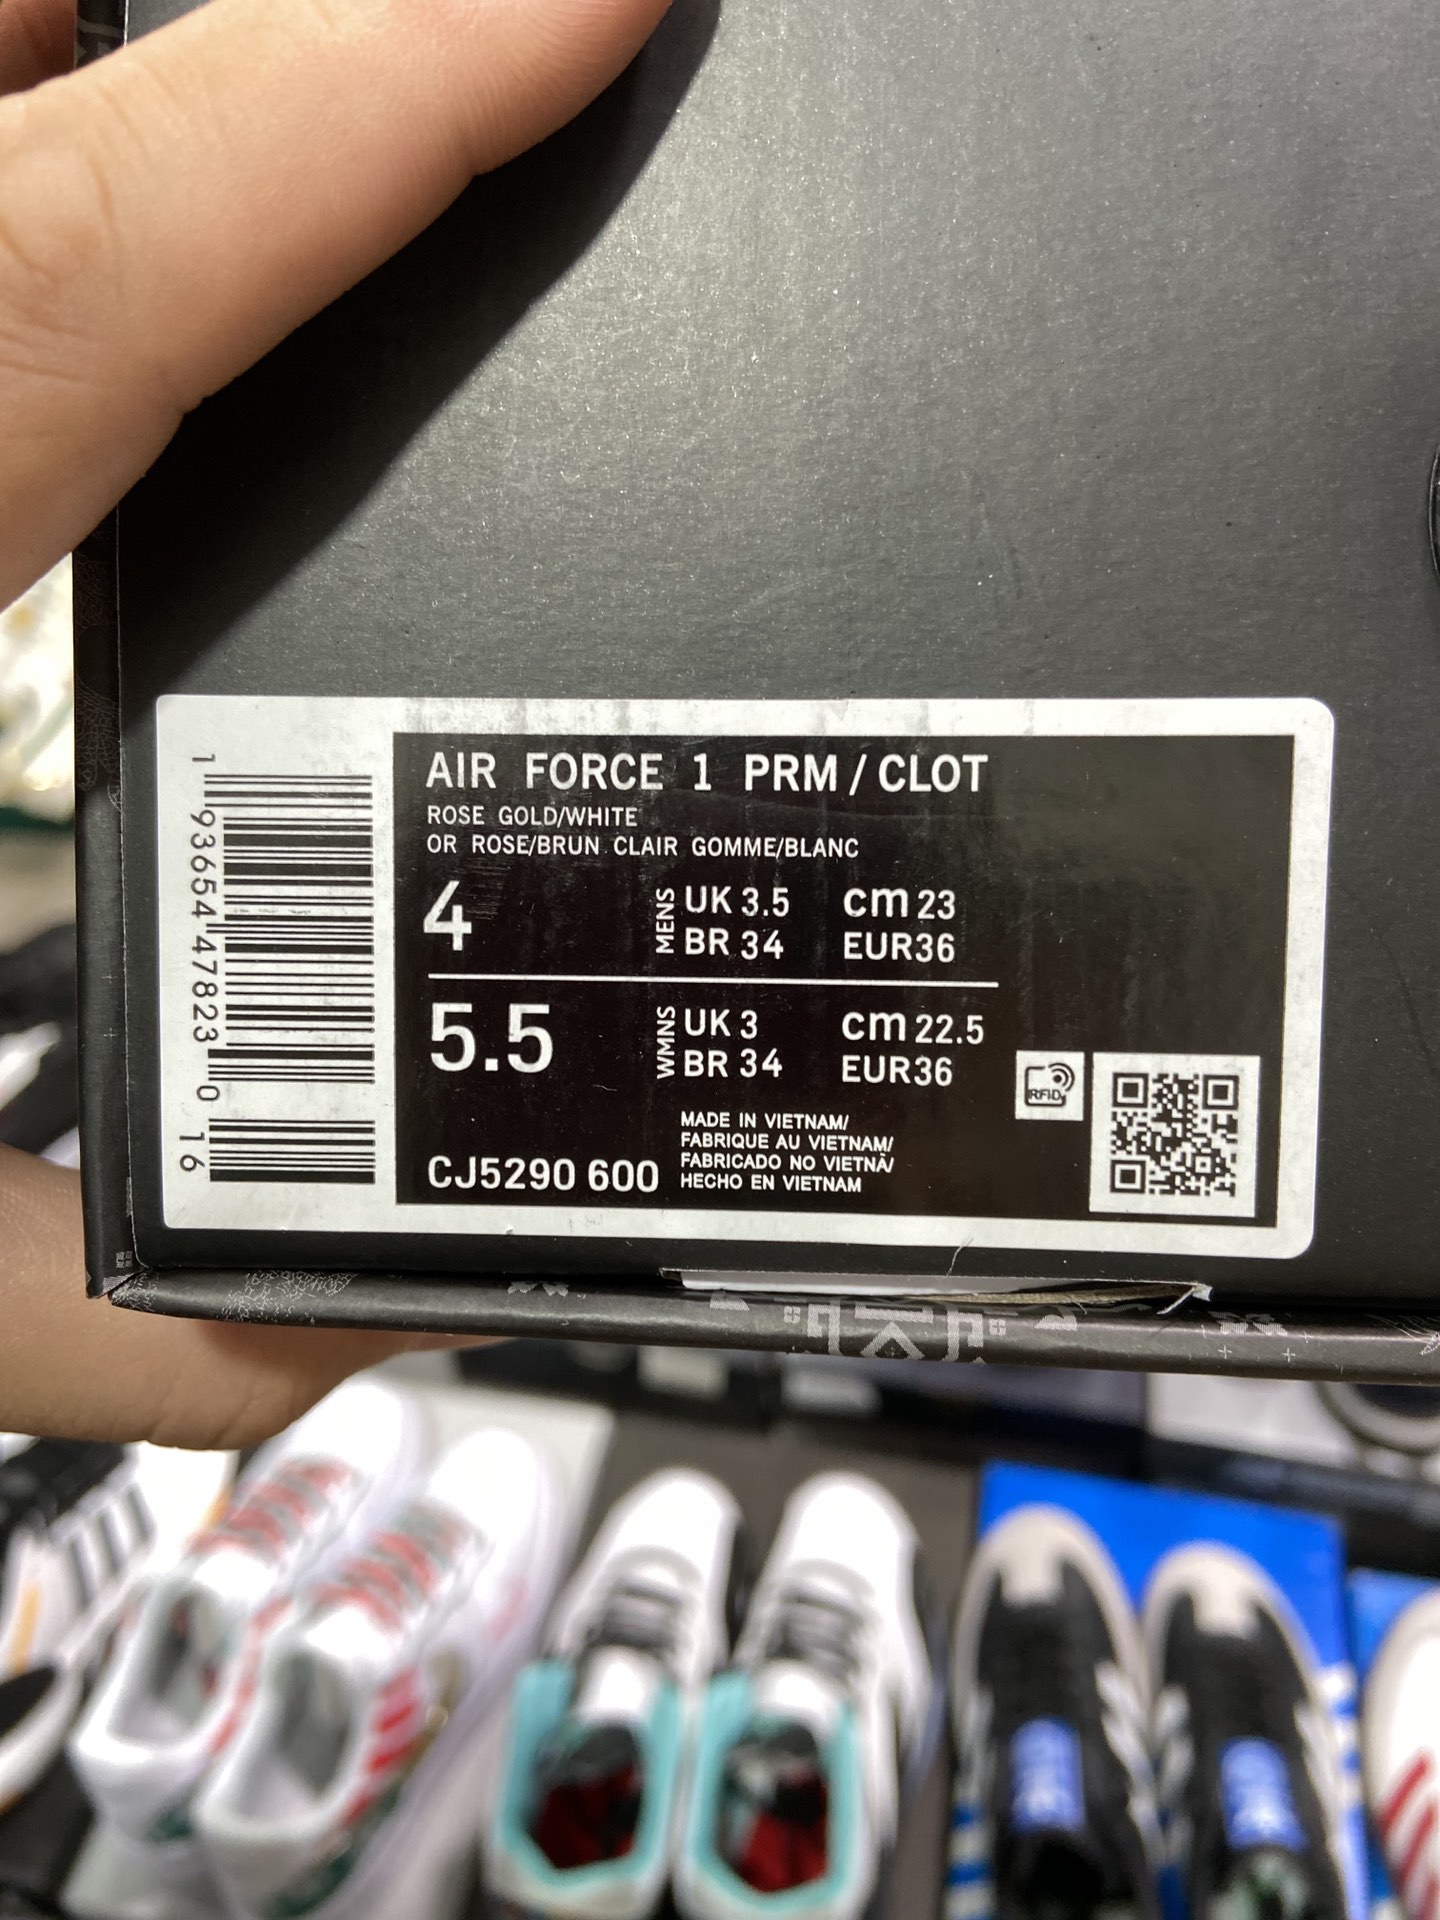 AIR FORCE 1 PRM / CLOT
ROSE GOLD/WHITE
OR ROSE/BRUN CLAIR GOMME/BLANC
4 MENS UK 3.5 cm 23
BR 34 EUR36
5.5 WMNS UK 3 cm 22.5
BR 34 EUR36
MADE IN VIETNAM/
FABRIQUE AU VIETNAM/
FABRICADO NO VIETNÃ/
HECHO EN VIETNAM
CJ5290 600
RFID
1 93654 47823 0 16